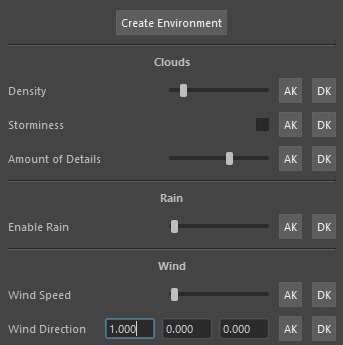 Create Environment
Clouds
Density AK DK
Storminess AK DK
Amount of Details AK DK
Rain
Enable Rain AK DK
Wind
Wind Speed AK DK
Wind Direction 1.000 0.000 0.000 AK DK